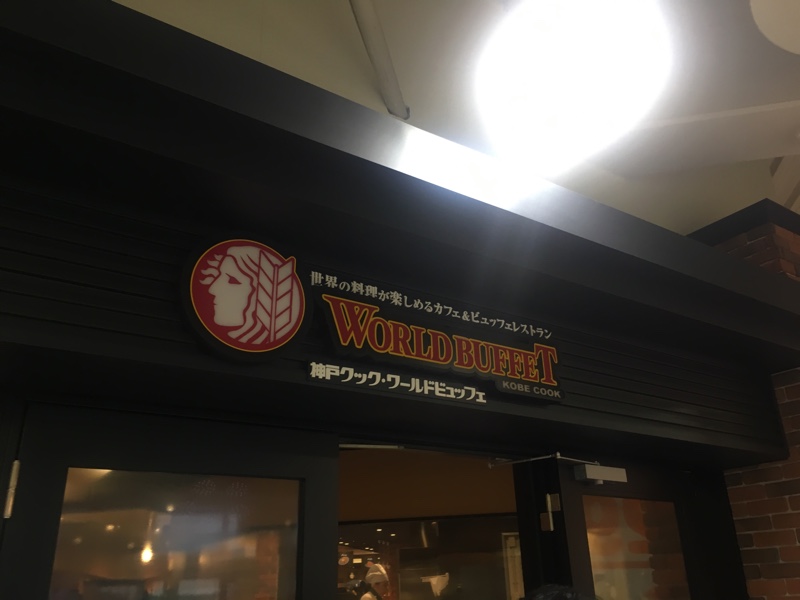 世界の料理が楽しめるカフェ&ビュッフェレストラン
WORLD BUFFET
KOBE COOK
神戸クック・ワールドビュッフェ